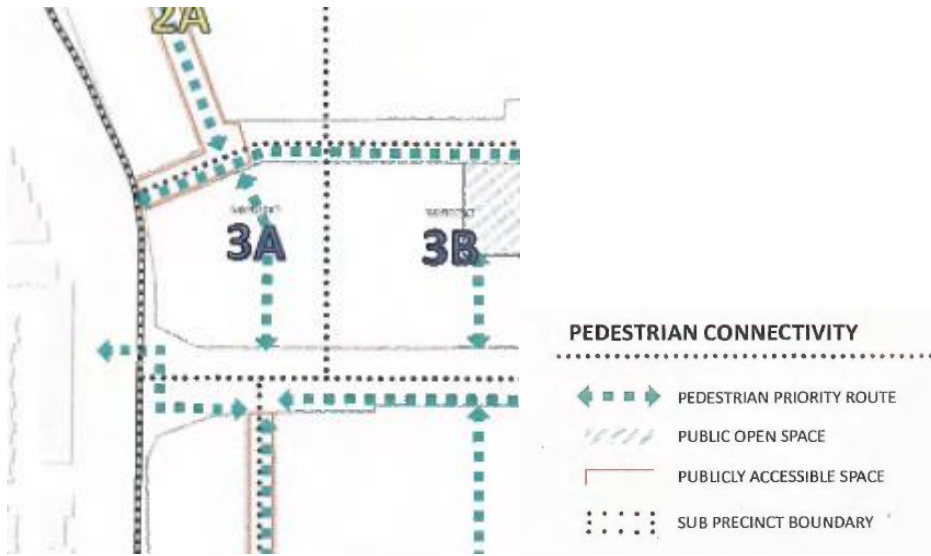 2A
3A
3B
PEDESTRIAN CONNECTIVITY
PEDESTRIAN PRIORITY ROUTE
PUBLIC OPEN SPACE
PUBLICLY ACCESSIBLE SPACE
SUB PRECINCT BOUNDARY